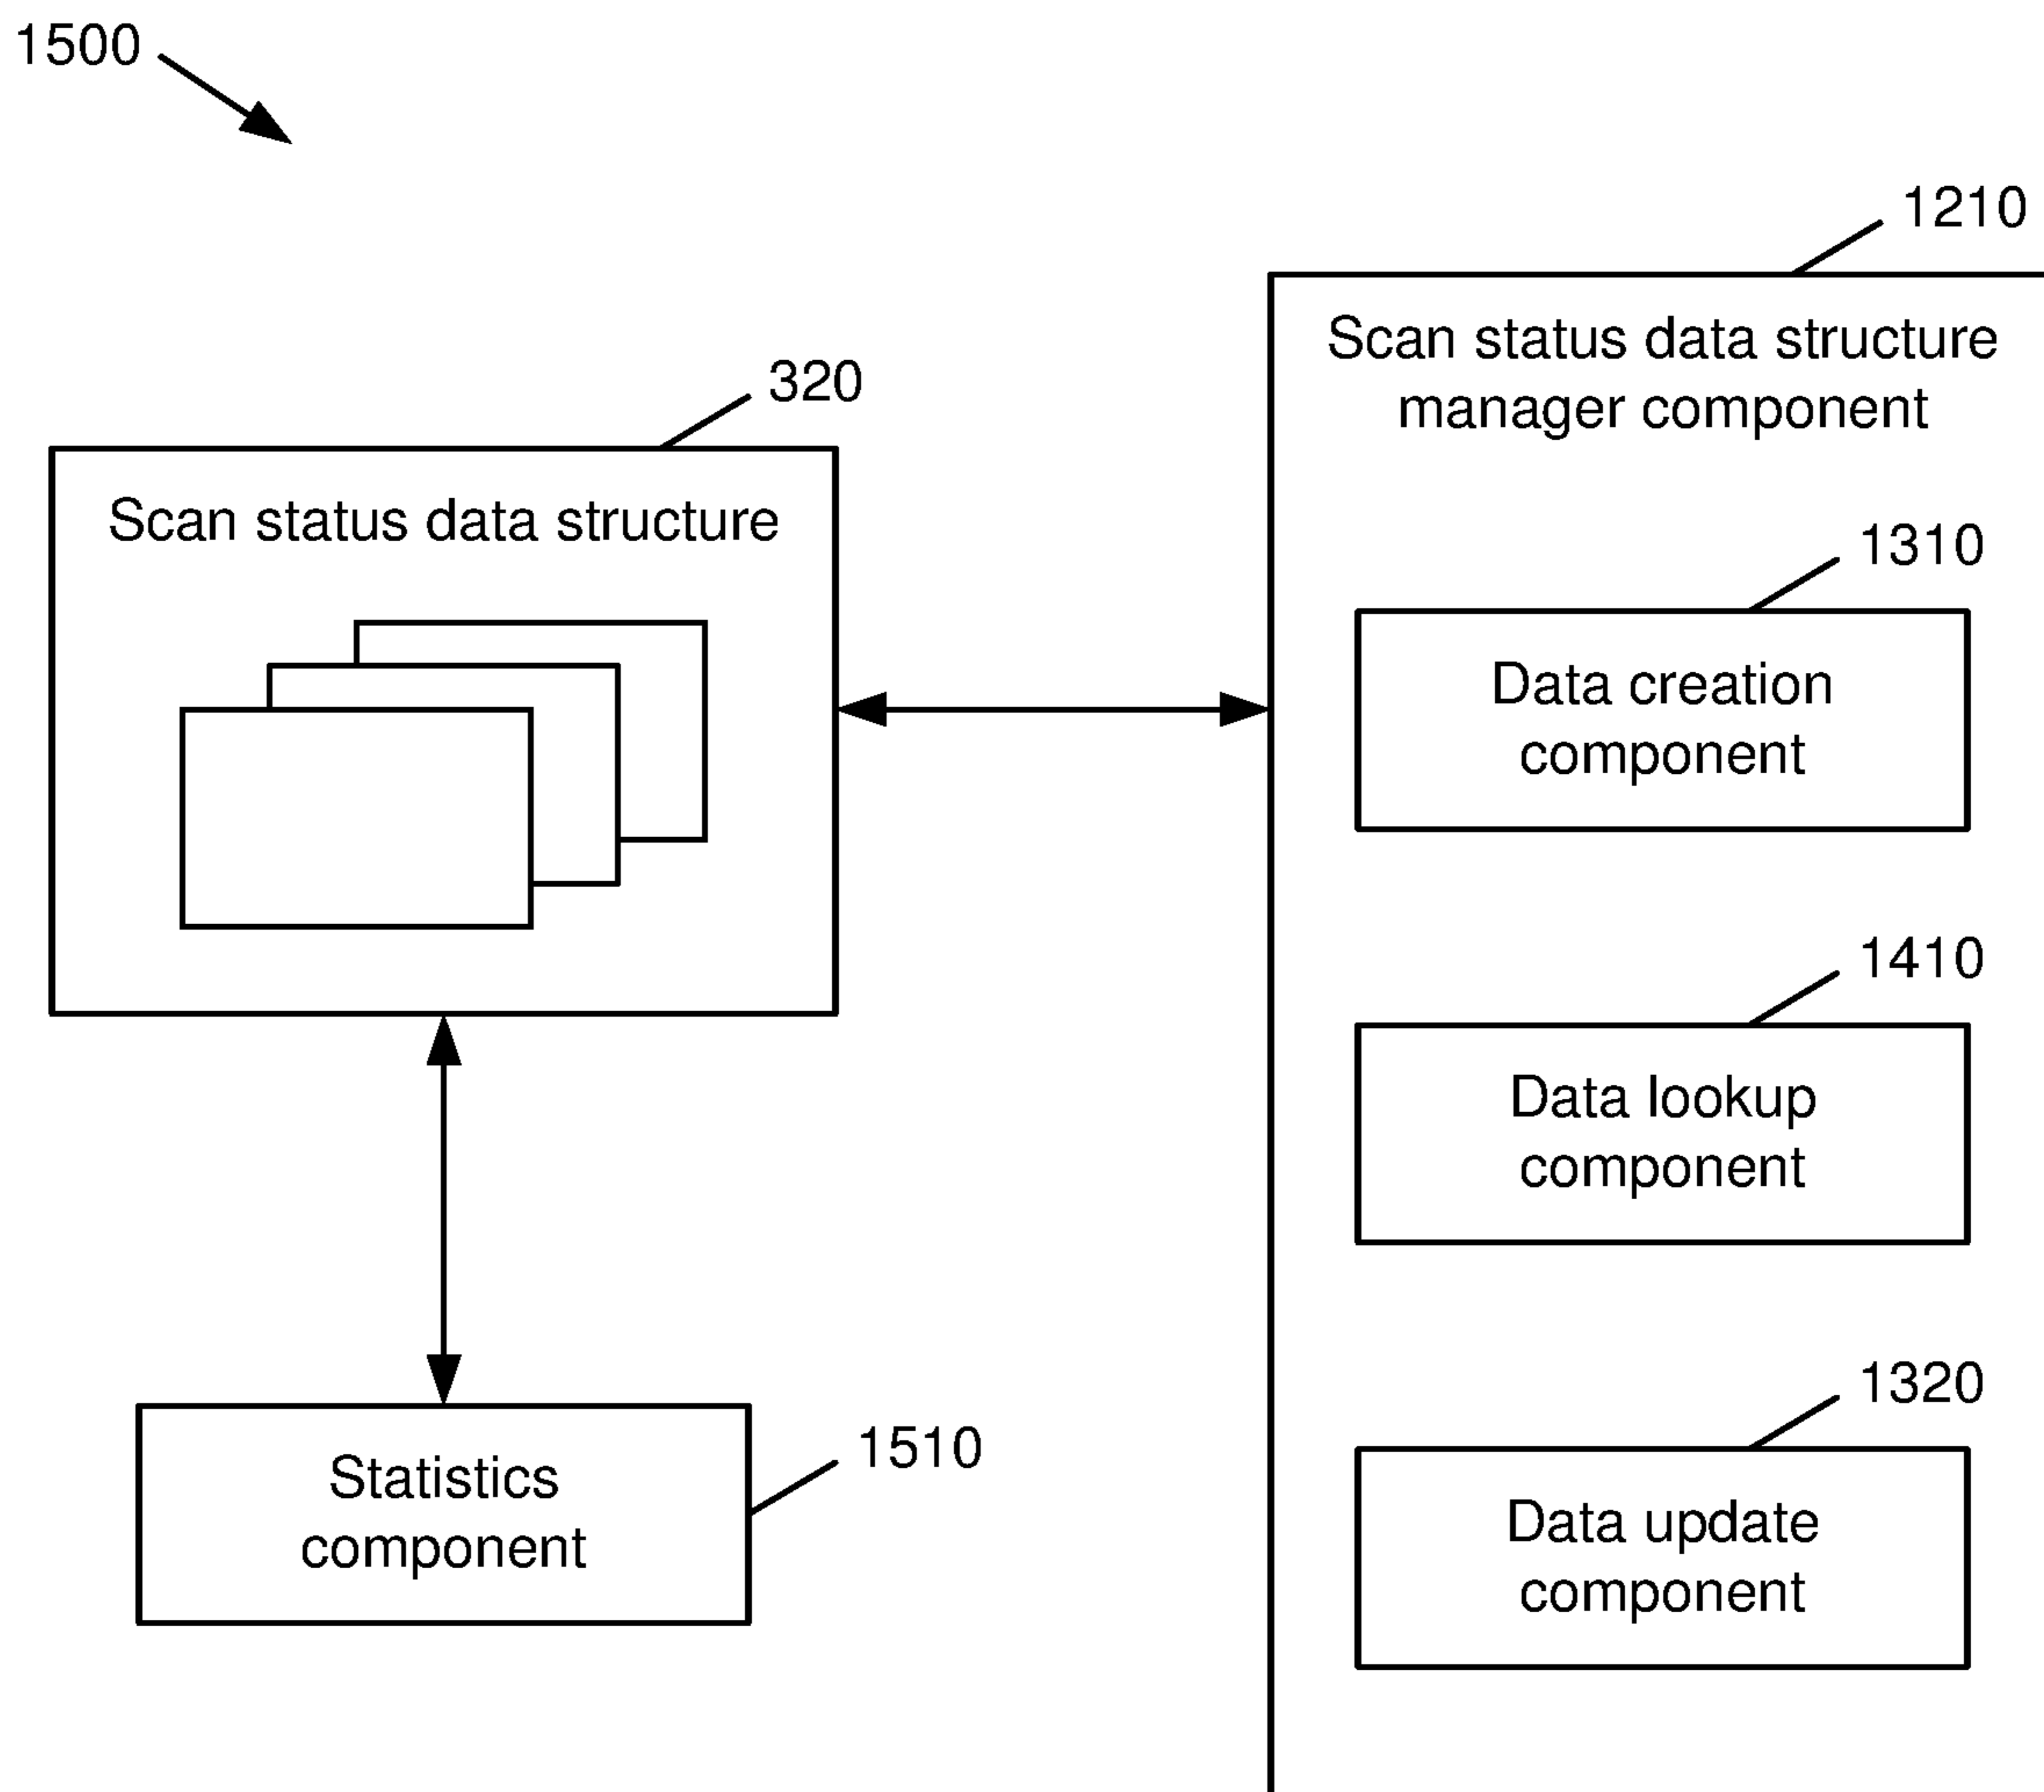 1500
1210
Scan status data structure
manager component
320
Scan status data structure
1310
Data creation
component
1410
Data lookup
component
1320
Data update
component
1510
Statistics
component